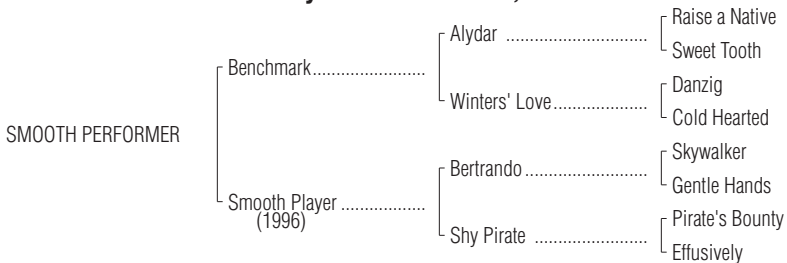 Raise a Native
Alydar ..............................
Sweet Tooth
Benchmark........................
Danzig
Winters' Love....................
Cold Hearted
SMOOTH PERFORMER
Skywalker
Bertrando ..........................
Gentle Hands
Smooth Player ..................
(1996)
Pirate's Bounty
Shy Pirate ........................
Effusively